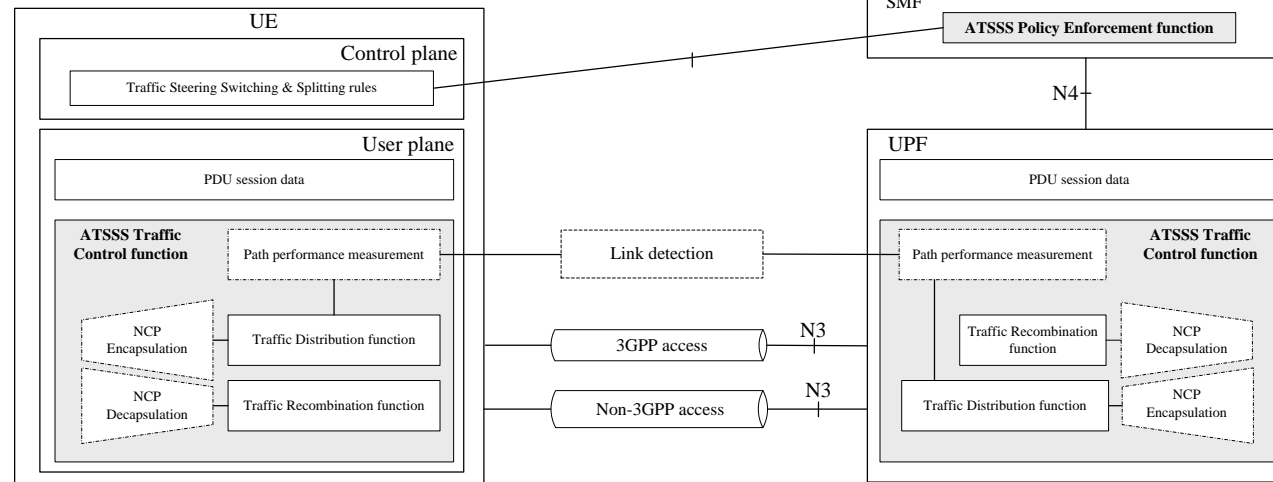 UE
SMF
ATSSS Policy Enforcement function
Control plane
Traffic Steering Switching & Splitting rules
N4
User plane
UPF
PDU session data
PDU session data
ATSSS Traffic
Control function
Path performance measurement
Link detection
Path performance measurement
ATSSS Traffic
Control function
NCP
Encapsulation
Traffic Distribution function
3GPP access
N3
Traffic Recombination
function
NCP
Decapsulation
NCP
Decapsulation
Traffic Recombination function
Non-3GPP access
N3
Traffic Distribution function
NCP
Encapsulation